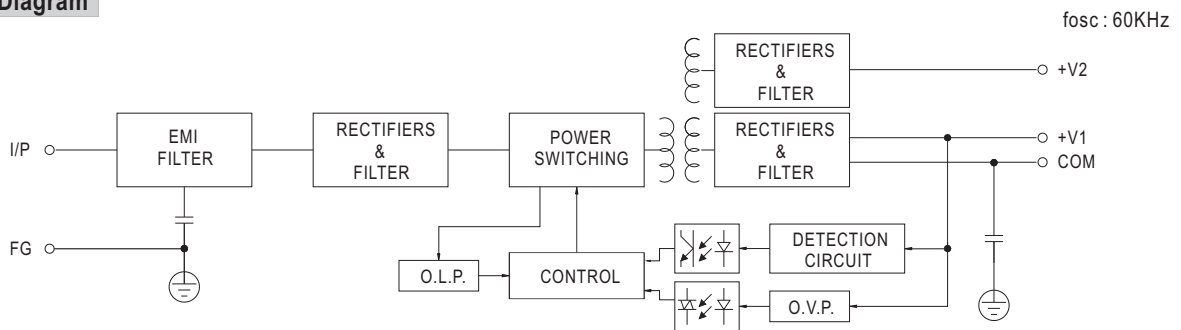 Diagram
fosc : 60KHz
RECTIFIERS
&
FILTER
+V2
I/P
EMI
FILTER
RECTIFIERS
&
FILTER
POWER
SWITCHING
RECTIFIERS
&
FILTER
+V1
COM
FG
O.L.P.
CONTROL
DETECTION
CIRCUIT
O.V.P.